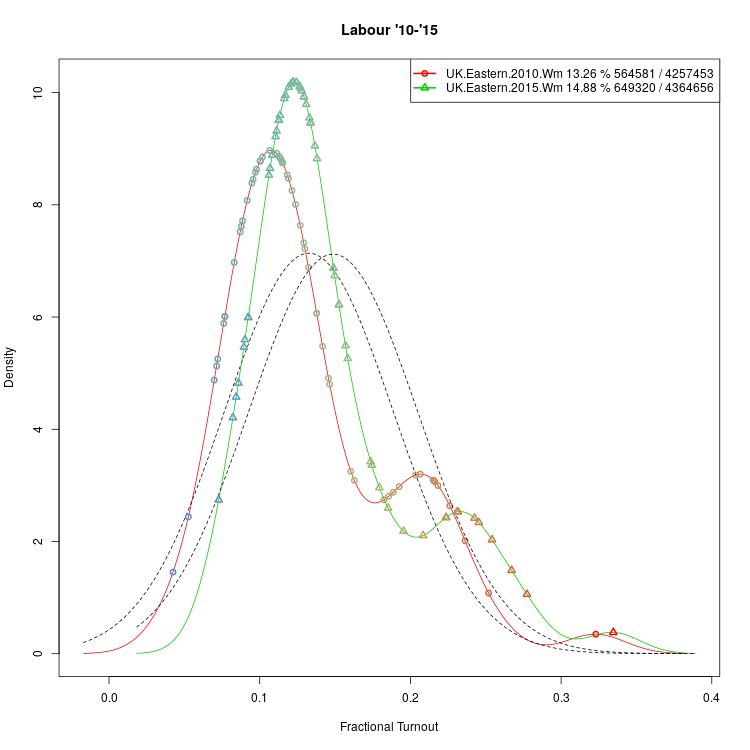 Labour '10-'15
UK.Eastern.2010.Wm 13.26 % 564581 / 4257453
UK.Eastern.2015.Wm 14.88 % 649320 / 4364656
Density
10
8
6
4
2
0
0.0 0.1 0.2 0.3 0.4
Fractional Turnout